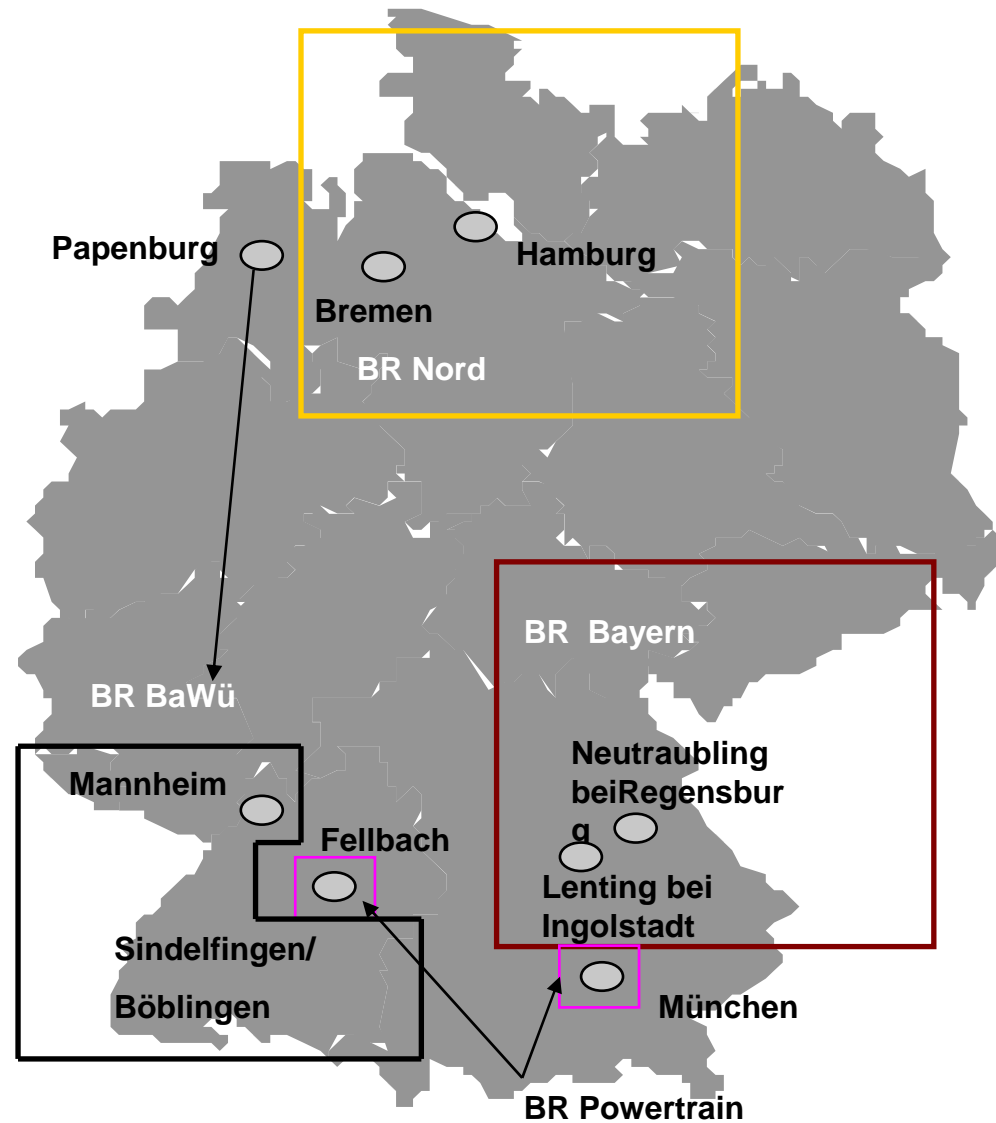 Papenburg
Hamburg
Bremen
BR Nord
BR Bayern
BR BaWü
Neutraubling
beiRegensbur
g
Mannheim
Fellbach
Lenting bei
Ingolstadt
Sindelfingen/
Böblingen
München
BR Powertrain